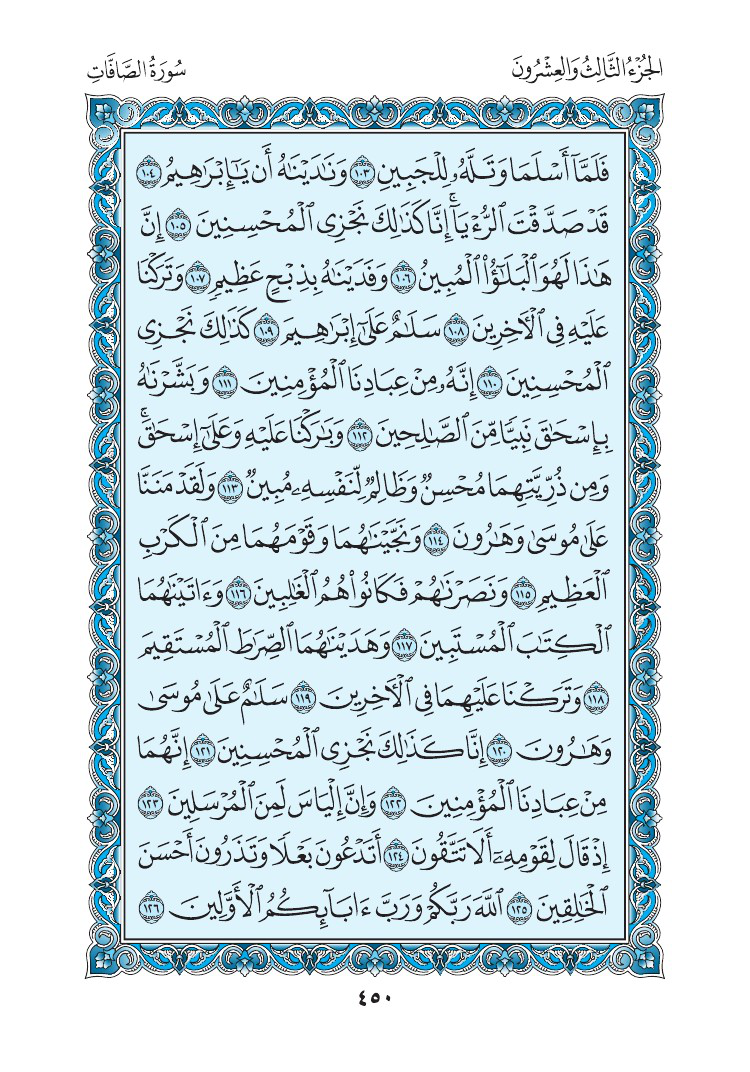 الجُزْءُ الثَّالِثُ وَالعِشْرُونَ
سُورَةُ الصَّافَّاتِ
فَلَمَّآ أَسْلَمَا وَتَلَّهُۥ لِلْجَبِينِ ١٠٣ وَنَٰدَيْنَٰهُ أَن يَٰٓإِبْرَٰهِيمُ ١٠٤
قَدْ صَدَّقْتَ ٱلرُّءْيَآۚ إِنَّا كَذَٰلِكَ نَجْزِى ٱلْمُحْسِنِينَ ١٠٥ إِنَّ
هَٰذَا لَهُوَ ٱلْبَلَٰٓؤُا۟ ٱلْمُبِينُ ١٠٦ وَفَدَيْنَٰهُ بِذِبْحٍ عَظِيمٍ ١٠٧ وَتَرَكْنَا
عَلَيْهِ فِى ٱلْءَاخِرِينَ ١٠٨ سَلَٰمٌ عَلَىٰٓ إِبْرَٰهِيمَ ١٠٩ كَذَٰلِكَ نَجْزِى
ٱلْمُحْسِنِينَ ١١٠ إِنَّهُۥ مِنْ عِبَادِنَا ٱلْمُؤْمِنِينَ ١١١ وَبَشَّرْنَٰهُ
بِإِسْحَٰقَ نَبِيًّا مِّنَ ٱلصَّٰلِحِينَ ١١٢ وَبَٰرَكْنَا عَلَيْهِ وَعَلَىٰٓ إِسْحَٰقَۚ
وَمِن ذُرِّيَّتِهِمَا مُحْسِنٌ وَظَالِمٌ لِّنَفْسِهِۦ مُبِينٌ ١١٣ وَلَقَدْ مَنَنَّا
عَلَىٰ مُوسَىٰ وَهَٰرُونَ ١١٤ وَنَجَّيْنَٰهُمَا وَقَوْمَهُمَا مِنَ ٱلْكَرْبِ
ٱلْعَظِيمِ ١١٥ وَنَصَرْنَٰهُمْ فَكَانُوا۟ هُمُ ٱلْغَٰلِبِينَ ١١٦ وَءَاتَيْنَٰهُمَا
ٱلْكِتَٰبَ ٱلْمُسْتَبِينَ ١١٧ وَهَدَيْنَٰهُمَا ٱلصِّرَٰطَ ٱلْمُسْتَقِيمَ
١١٨ وَتَرَكْنَا عَلَيْهِمَا فِى ٱلْءَاخِرِينَ ١١٩ سَلَٰمٌ عَلَىٰ مُوسَىٰ
وَهَٰرُونَ ١٢٠ إِنَّا كَذَٰلِكَ نَجْزِى ٱلْمُحْسِنِينَ ١٢١ إِنَّهُمَا
مِنْ عِبَادِنَا ٱلْمُؤْمِنِينَ ١٢٢ وَإِنَّ إِلْيَاسَ لَمِنَ ٱلْمُرْسَلِينَ ١٢٣
إِذْ قَالَ لِقَوْمِهِۦٓ أَلَا تَتَّقُونَ ١٢٤ أَتَدْعُونَ بَعْلًا وَتَذَرُونَ أَحْسَنَ
ٱلْخَٰلِقِينَ ١٢٥ ٱللَّهَ رَبَّكُمْ وَرَبَّ ءَابَآئِكُمُ ٱلْأَوَّلِينَ ١٢٦
٤٥٠